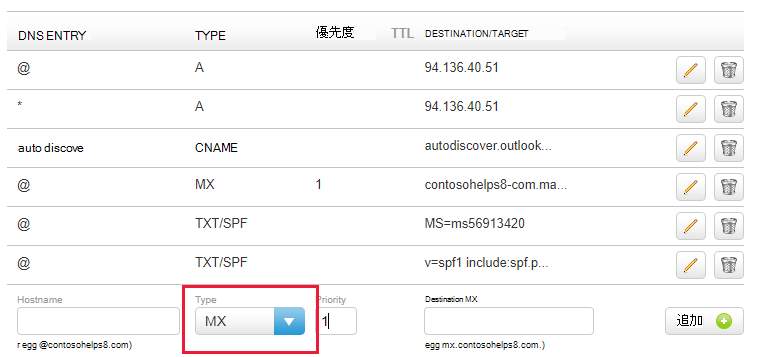 DNS ENTRY TYPE 優先度 TTL DESTINATION/TARGET
@ A 94.136.40.51
* A 94.136.40.51
auto discove CNAME autodiscover.outlook...
@ MX 1 contosohelps8-com.ma...
@ TXT/SPF MS=ms56913420
@ TXT/SPF v=spf1 include:spf.p...
Hostname Type Priority Destination MX
MX 1 追加
r egg @contosohelps8.com) egg mx.contosohelps8.com.)